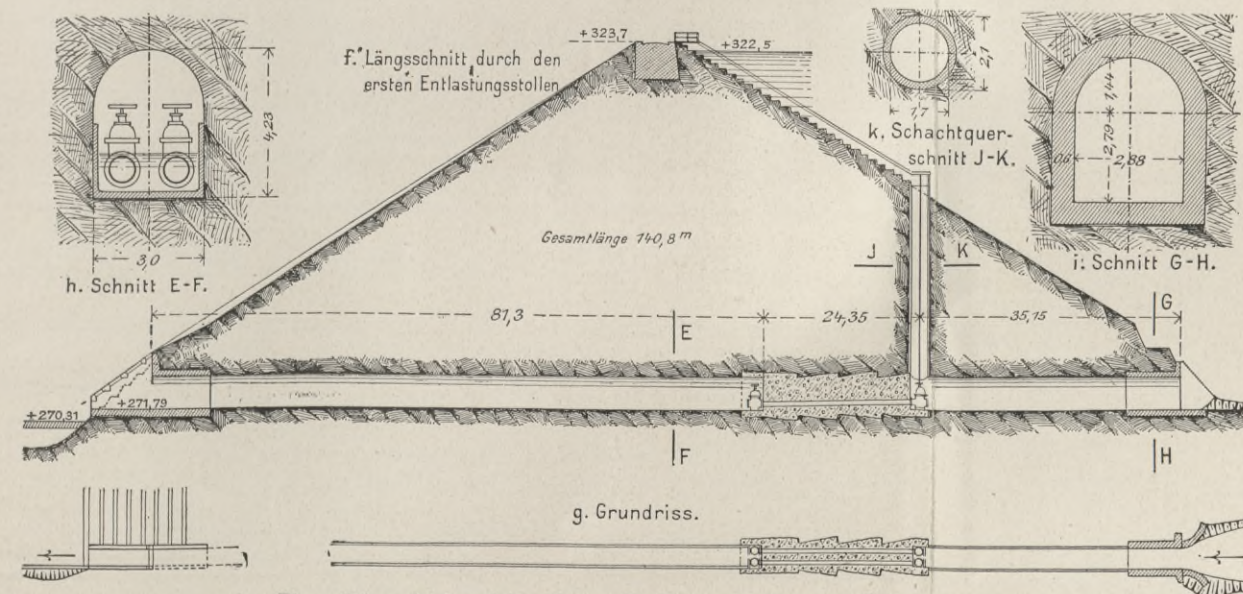 +323,7
+322,5
f. Längsschnitt durch den
ersten Entlastungsstollen
4,23
3,0
h. Schnitt E-F.
2,1
1,7
k. Schachtquer-
schnitt J-K.
1,44
2,79
0,6
2,88
i. Schnitt G-H.
Gesamtlänge 140,8 m
J
K
G
81,3
24,35
35,15
E
+270,31
+271,79
F
H
g. Grundriss.